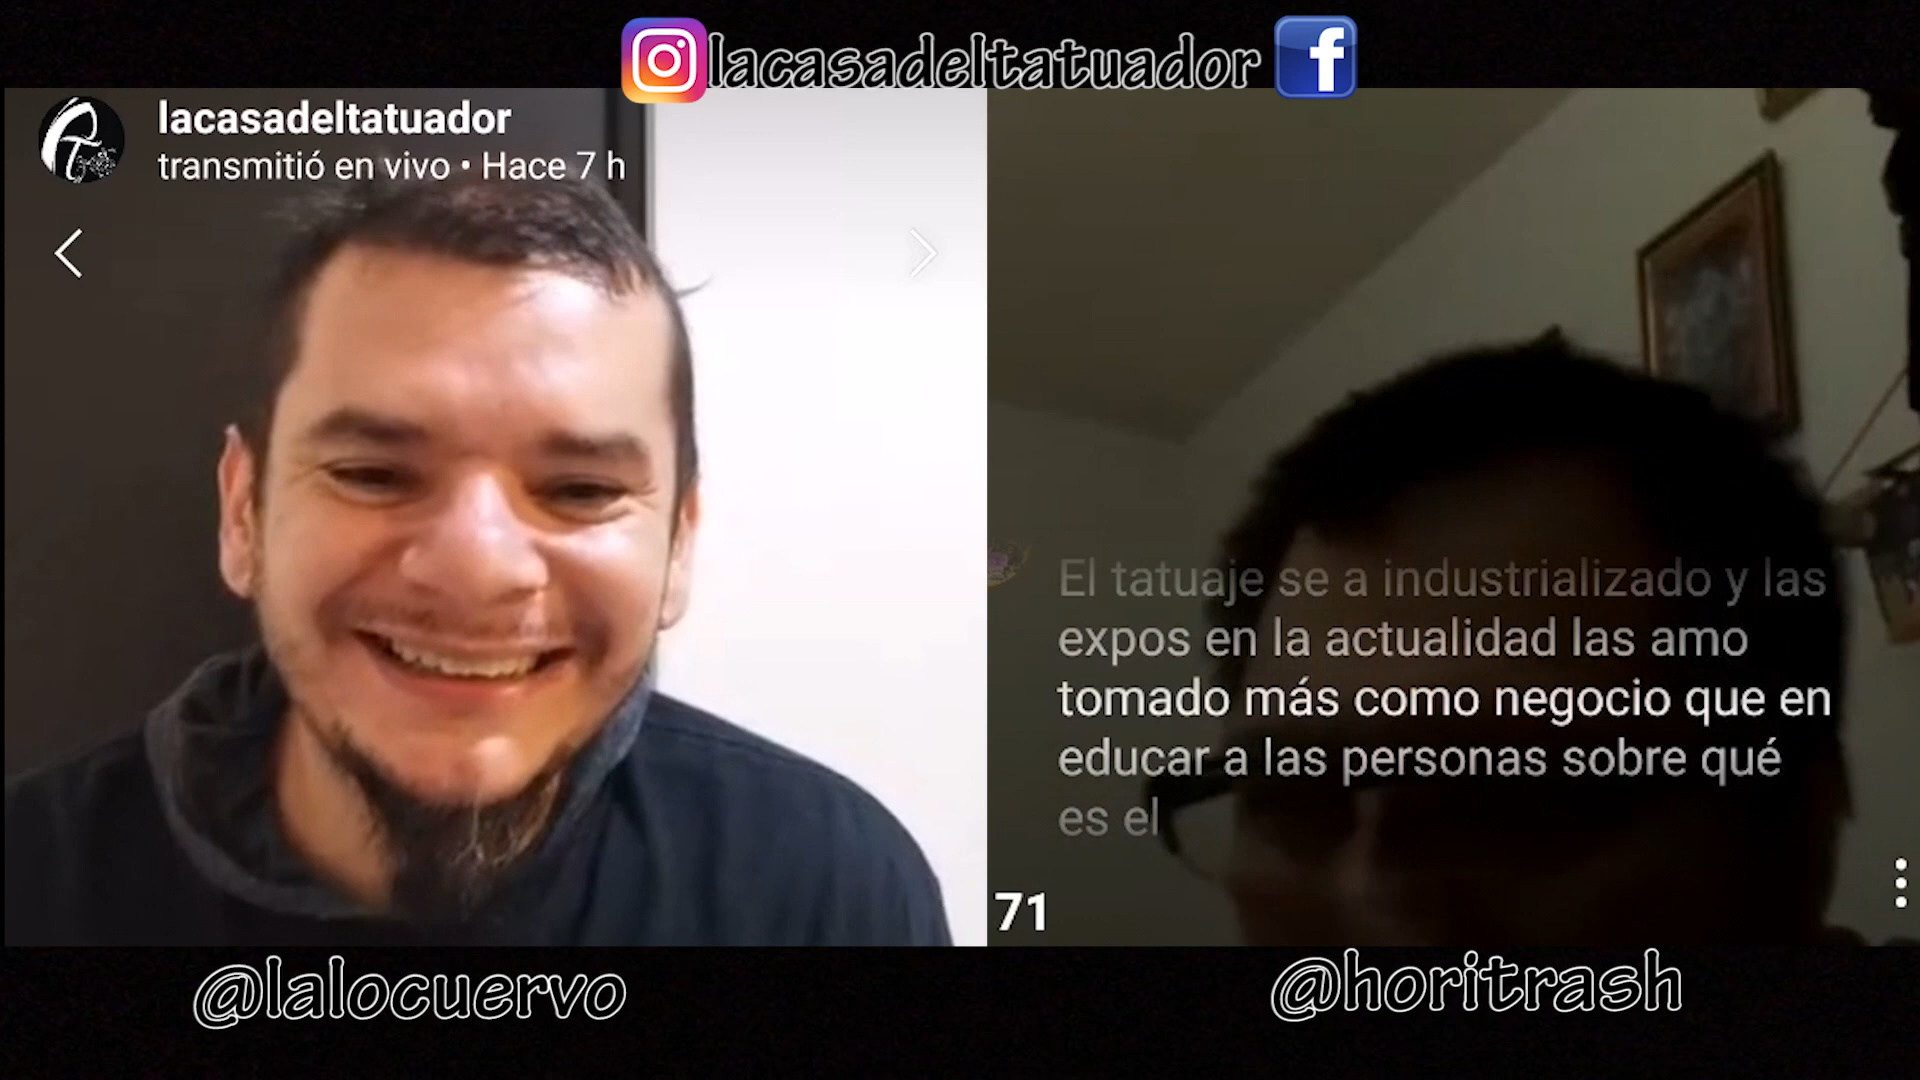 lacasadeltatuador
lacasadeltatuador
transmitió en vivo • Hace 7 h
El tatuaje se a industrializado y las
expos en la actualidad las amo
tomado más como negocio que en
educar a las personas sobre qué
es el
71
@lalocuervo
@horitrash